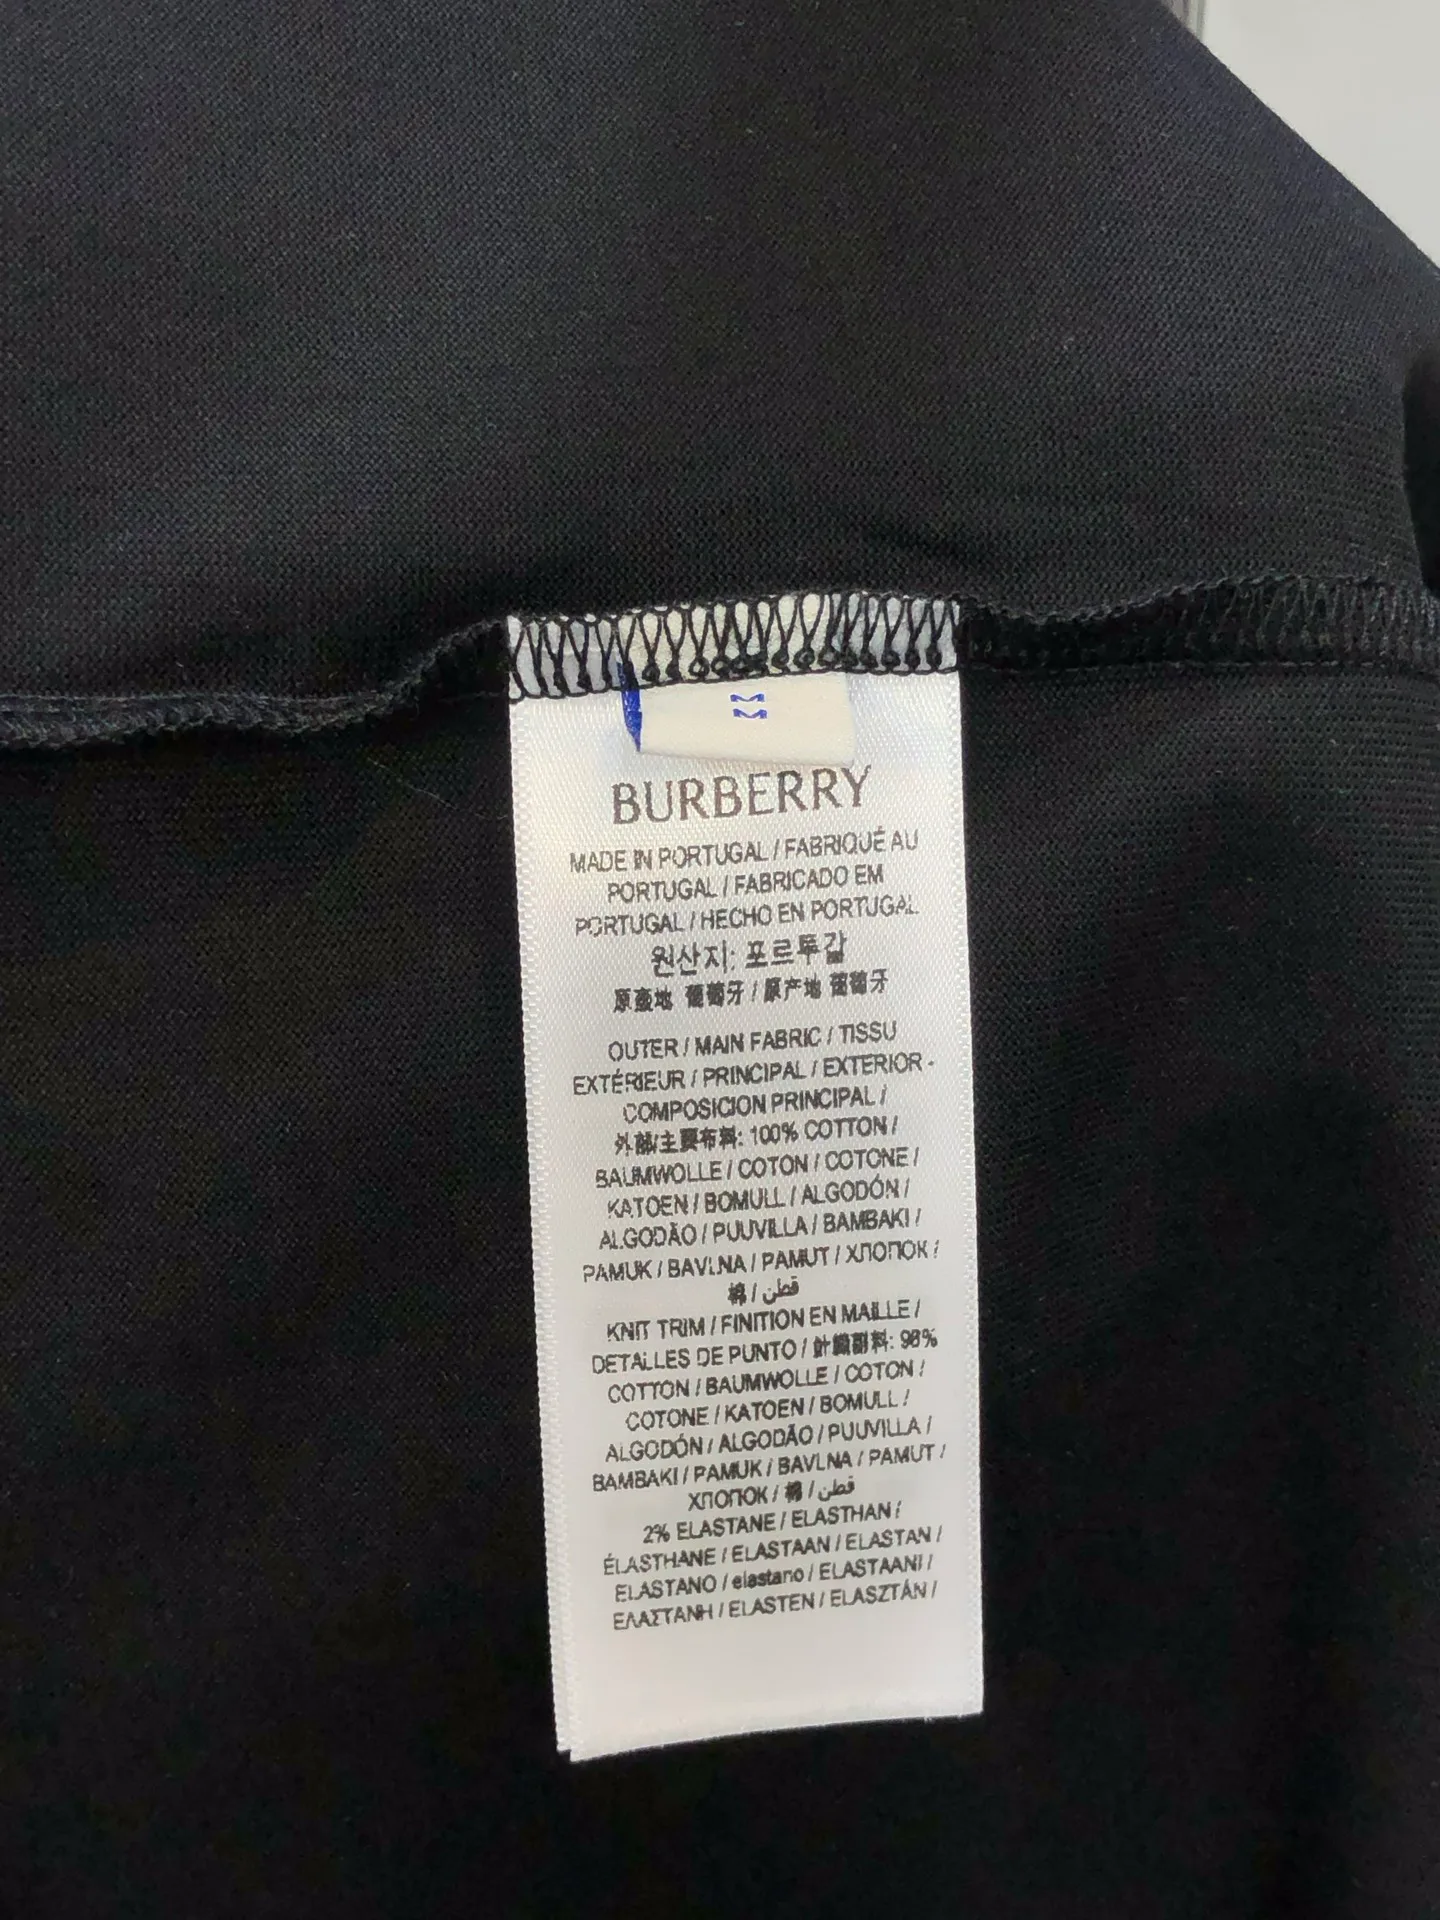 M
M
BURBERRY
MADE IN PORTUGAL / FABRIQUÉ AU
PORTUGAL / FABRICADO EM
PORTUGAL / HECHO EN PORTUGAL
원산지: 포르투갈
原產地 葡萄牙 / 原产地 葡萄牙
OUTER / MAIN FABRIC / TISSU
EXTÉRIEUR / PRINCIPAL / EXTERIOR -
COMPOSICION PRINCIPAL /
外部/主要布料: 100% COTTON /
BAUMWOLLE / COTON / COTONE /
KATOEN / BOMULL / ALGODÓN /
ALGODÃO / PUUVILLA / BAMBAKI /
PAMUK / BAVLNA / PAMUT / ХЛОПОК /
棉 / قطن
KNIT TRIM / FINITION EN MAILLE /
DETALLES DE PUNTO / 針織副料: 98%
COTTON / BAUMWOLLE / COTON /
COTONE / KATOEN / BOMULL /
ALGODÓN / ALGODÃO / PUUVILLA /
BAMBAKI / PAMUK / BAVLNA / PAMUT /
ХЛОПОК / 棉 / قطن
2% ELASTANE / ELASTHAN /
ÉLASTHANE / ELASTAAN / ELASTAN /
ELASTANO / elastano / ELASTAANI /
ΕΛΑΣΤΑΝΗ / ELASTEN / ELASZTÁN /